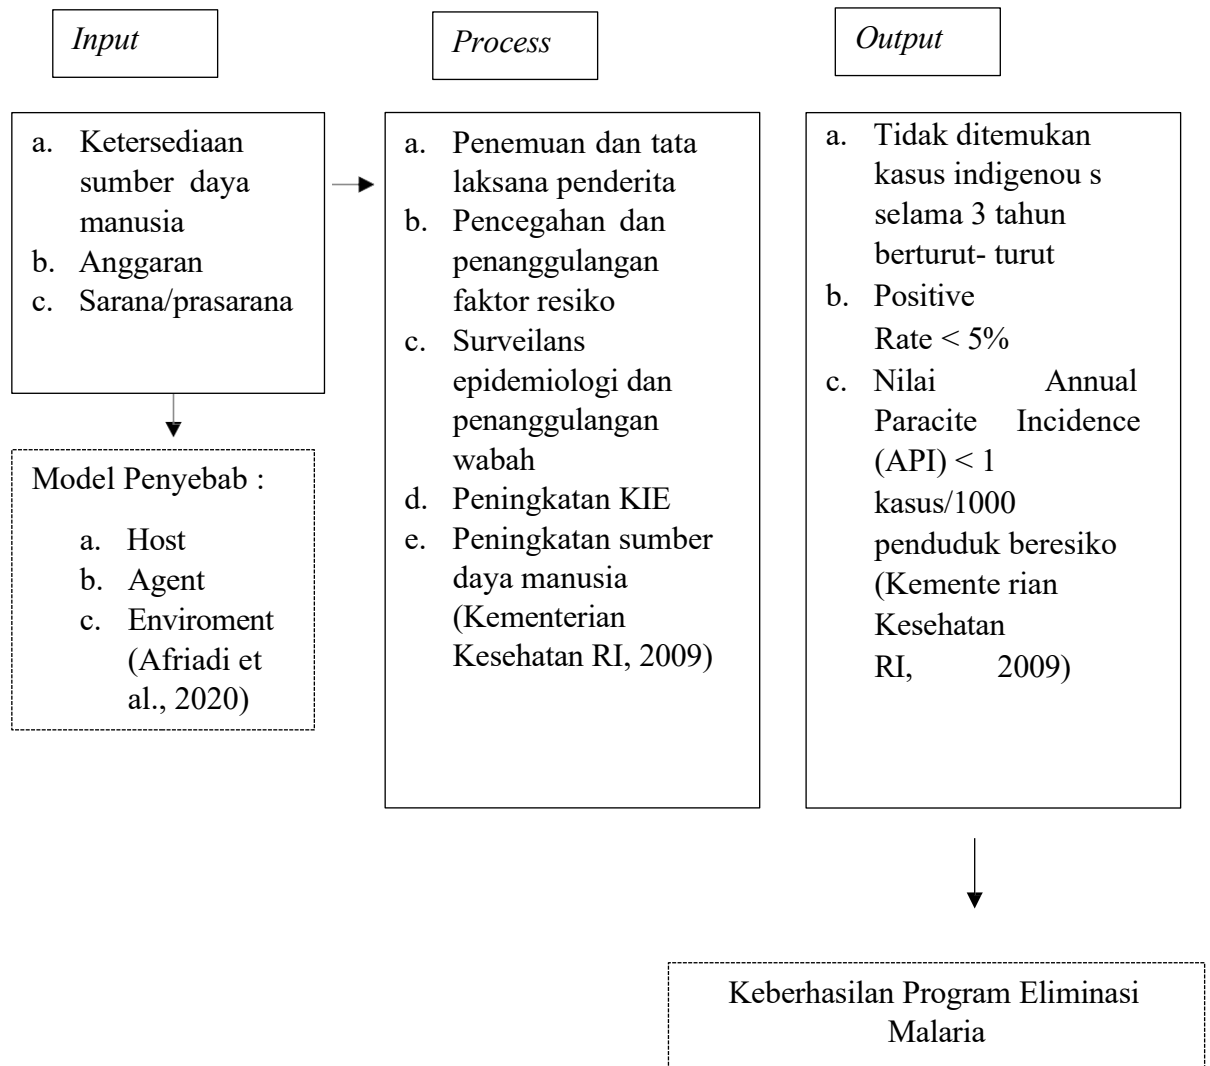 Input
Process
Output
a. Ketersediaan
sumber daya
manusia
b. Anggaran
c. Sarana/prasarana
Model Penyebab :
a. Host
b. Agent
c. Enviroment
(Afriadi et
al., 2020)
a. Penemuan dan tata
laksana penderita
b. Pencegahan dan
penanggulangan
faktor resiko
c. Surveilans
epidemiologi dan
penanggulangan
wabah
d. Peningkatan KIE
e. Peningkatan sumber
daya manusia
(Kementerian
Kesehatan RI, 2009)
a. Tidak ditemukan
kasus indigenou s
selama 3 tahun
berturut- turut
b. Positive
Rate < 5%
c. Nilai Annual
Paracite Incidence
(API) < 1
kasus/1000
penduduk beresiko
(Kemente rian
Kesehatan
RI, 2009)
Keberhasilan Program Eliminasi
Malaria